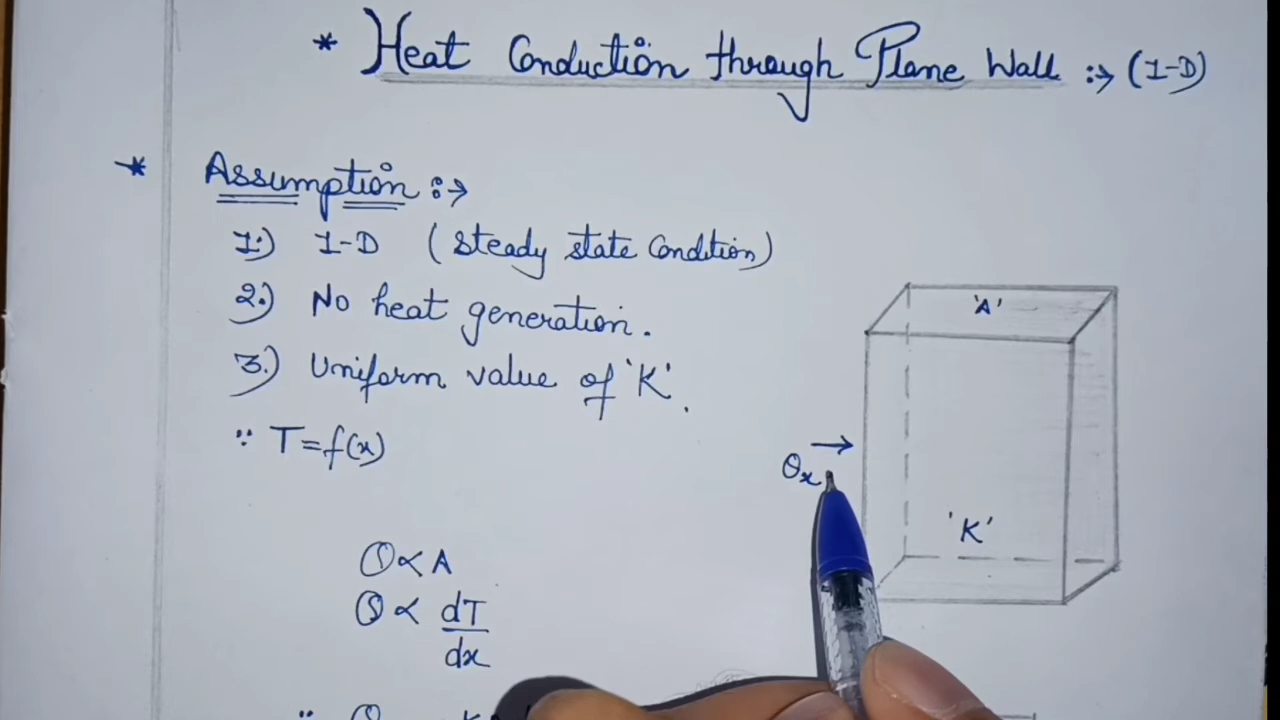 * Heat Conduction through Plane Wall :→ (1-D)
* Assumption :→
1.) 1-D (Steady state Condition)
2.) No heat generation.
3.) Uniform value of 'K'.
∵ T=f(x)
'A'
Qx
'K'
Q ∝ A
Q ∝ dT
dx